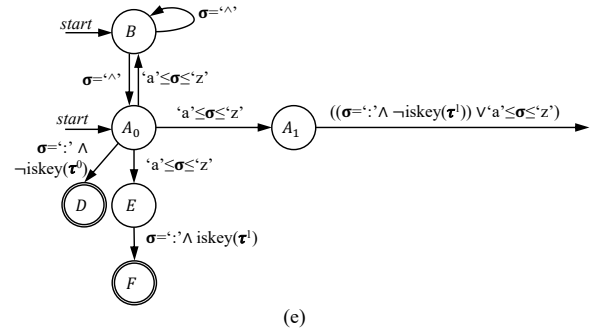 start
B
σ=‘^’
σ=‘^’ ‘a’≤σ≤‘z’
start
A₀
‘a’≤σ≤‘z’
A₁
((σ=‘:’∧ ¬iskey(τ¹)) ∨‘a’≤σ≤‘z’)
σ=‘:’ ∧
¬iskey(τ⁰)
‘a’≤σ≤‘z’
D
E
σ=‘:’∧ iskey(τ¹)
F
(e)